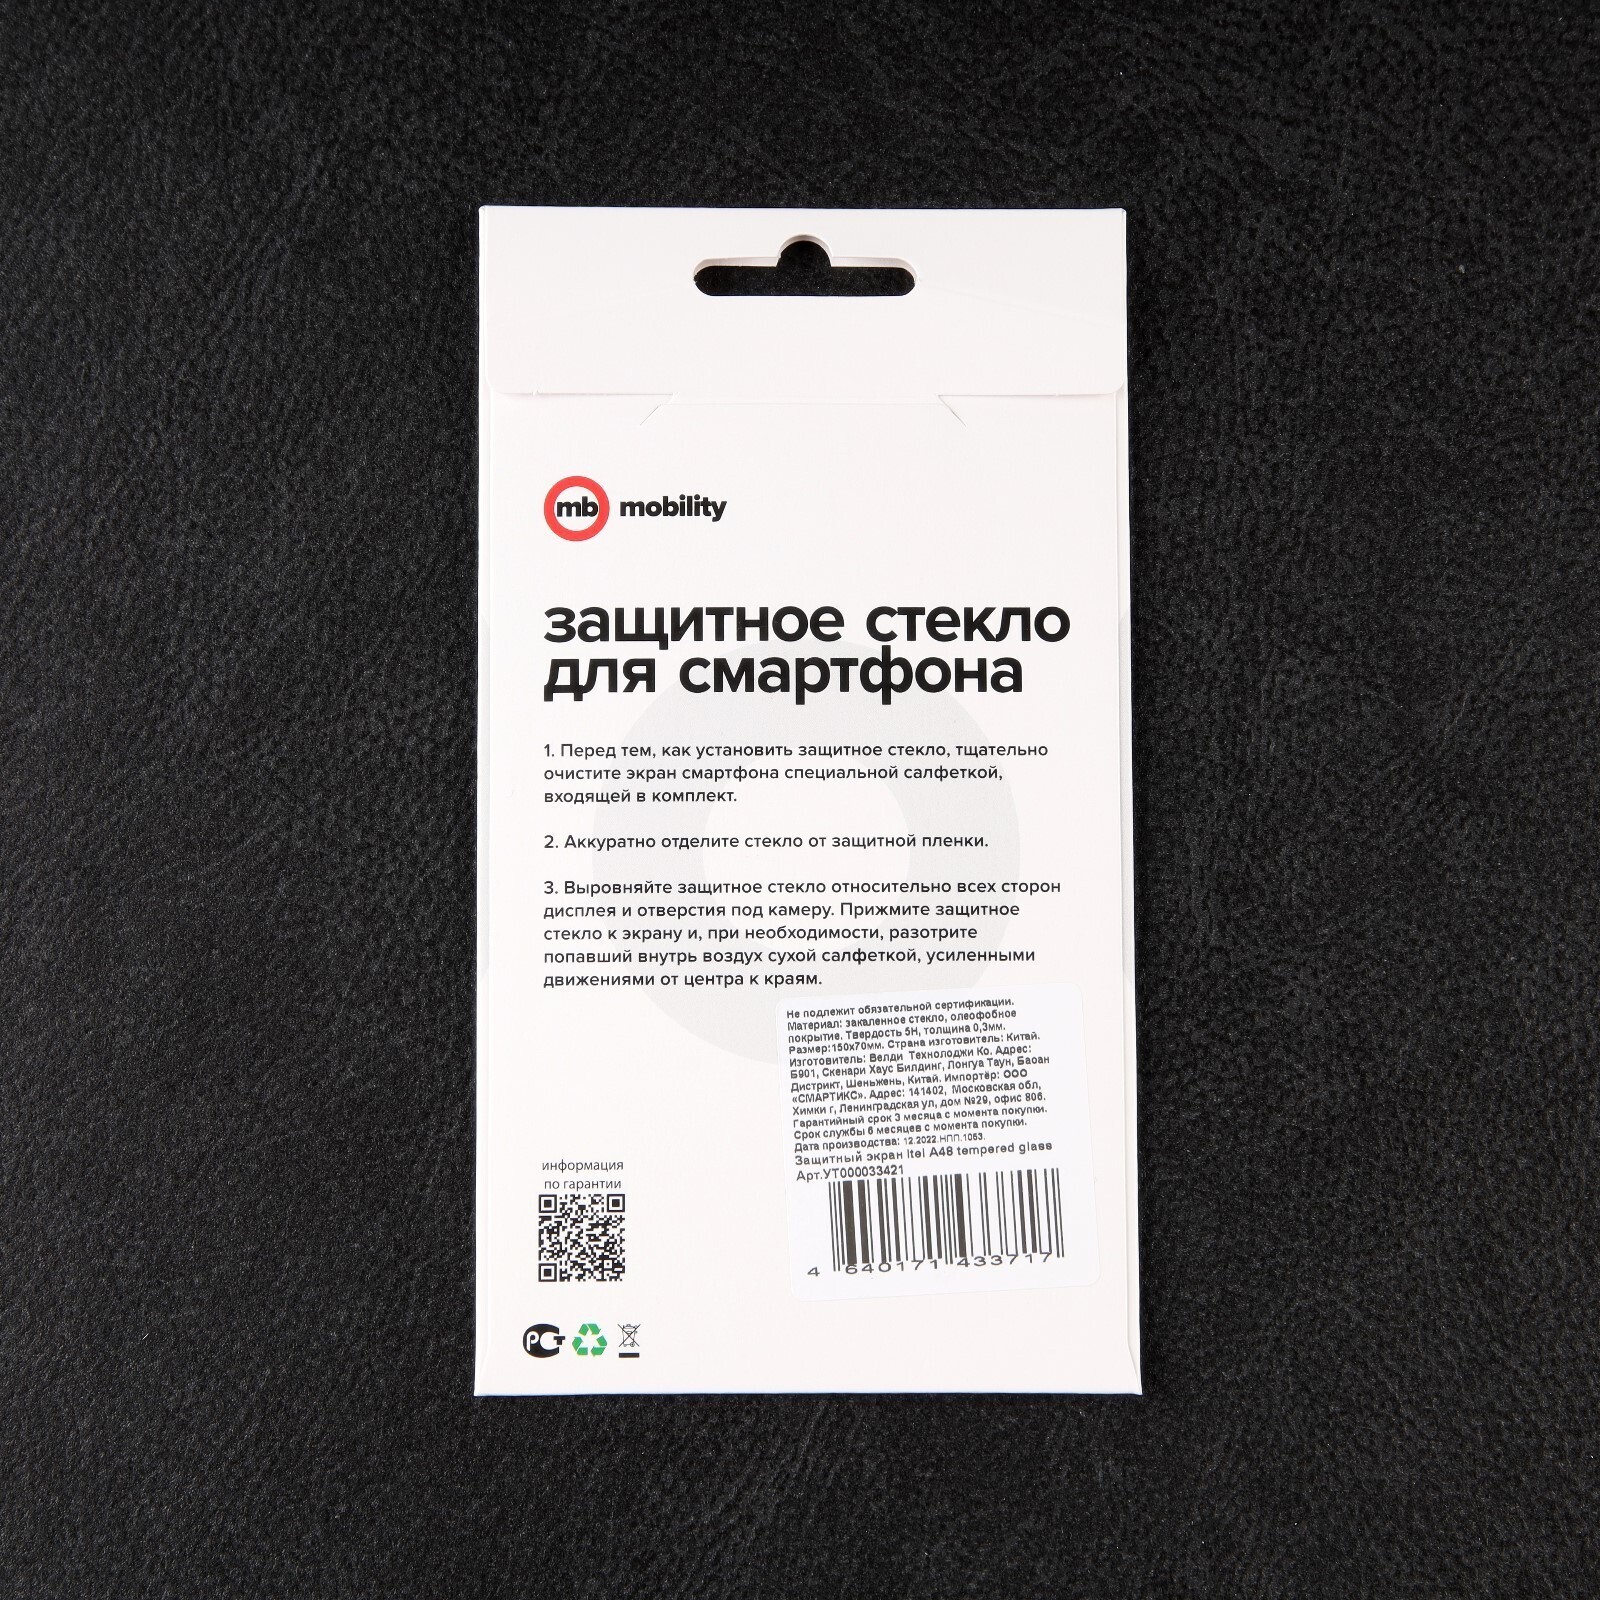 mb mobility
защитное стекло
для смартфона
1. Перед тем, как установить защитное стекло, тщательно
очистите экран смартфона специальной салфеткой,
входящей в комплект.
2. Аккуратно отделите стекло от защитной пленки.
3. Выровняйте защитное стекло относительно всех сторон
дисплея и отверстия под камеру. Прижмите защитное
стекло к экрану и, при необходимости, разотрите
попавший внутрь воздух сухой салфеткой, усиленными
движениями от центра к краям.
Не подлежит обязательной сертификации.
Материал: закаленное стекло, олеофобное
покрытие. Твердость 5H, толщина 0,3мм.
Размер:150х70мм. Страна изготовитель: Китай.
Изготовитель: Велди Технолоджи Ко. Адрес:
Б901, Скенари Хаус Билдинг, Лонгуа Таун, Баоан
Дистрикт, Шеньжень, Китай. Импортёр: ООО
«СМАРТИКС». Адрес: 141402, Московская обл,
Химки г, Ленинградская ул, дом №29, офис 806.
Гарантийный срок 3 месяца с момента покупки.
Срок службы 6 месяцев с момента покупки.
Дата производства: 12.2022.НПП.1053.
Защитный экран Itel A48 tempered glass
Арт.УТ000033421
4 640171 433717
информация
по гарантии
РСТ